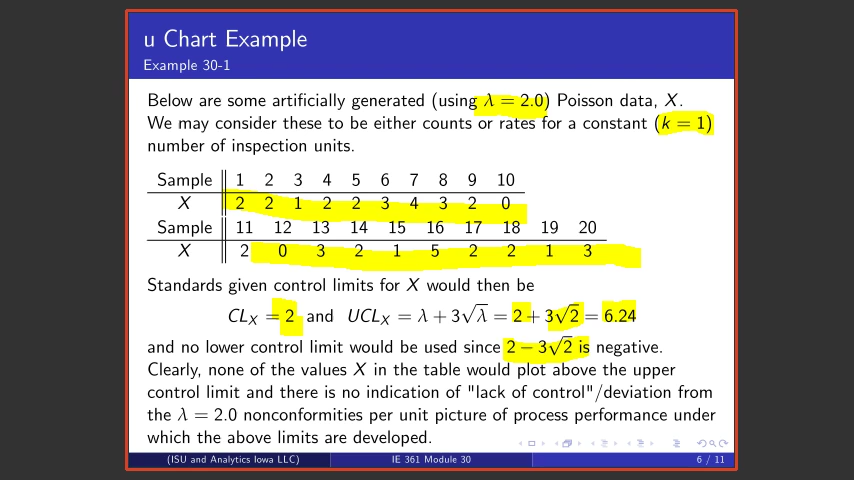 u Chart Example
Example 30-1
Below are some artificially generated (using λ = 2.0) Poisson data, X.
We may consider these to be either counts or rates for a constant (k = 1)
number of inspection units.
Sample 1 2 3 4 5 6 7 8 9 10
X 2 2 1 2 2 3 4 3 2 0
Sample 11 12 13 14 15 16 17 18 19 20
X 2 0 3 2 1 5 2 2 1 3
Standards given control limits for X would then be
CL_X = 2 and UCL_X = λ + 3√λ = 2 + 3√2 = 6.24
and no lower control limit would be used since 2 − 3√2 is negative.
Clearly, none of the values X in the table would plot above the upper
control limit and there is no indication of "lack of control"/deviation from
the λ = 2.0 nonconformities per unit picture of process performance under
which the above limits are developed.
(ISU and Analytics Iowa LLC) IE 361 Module 30 6 / 11